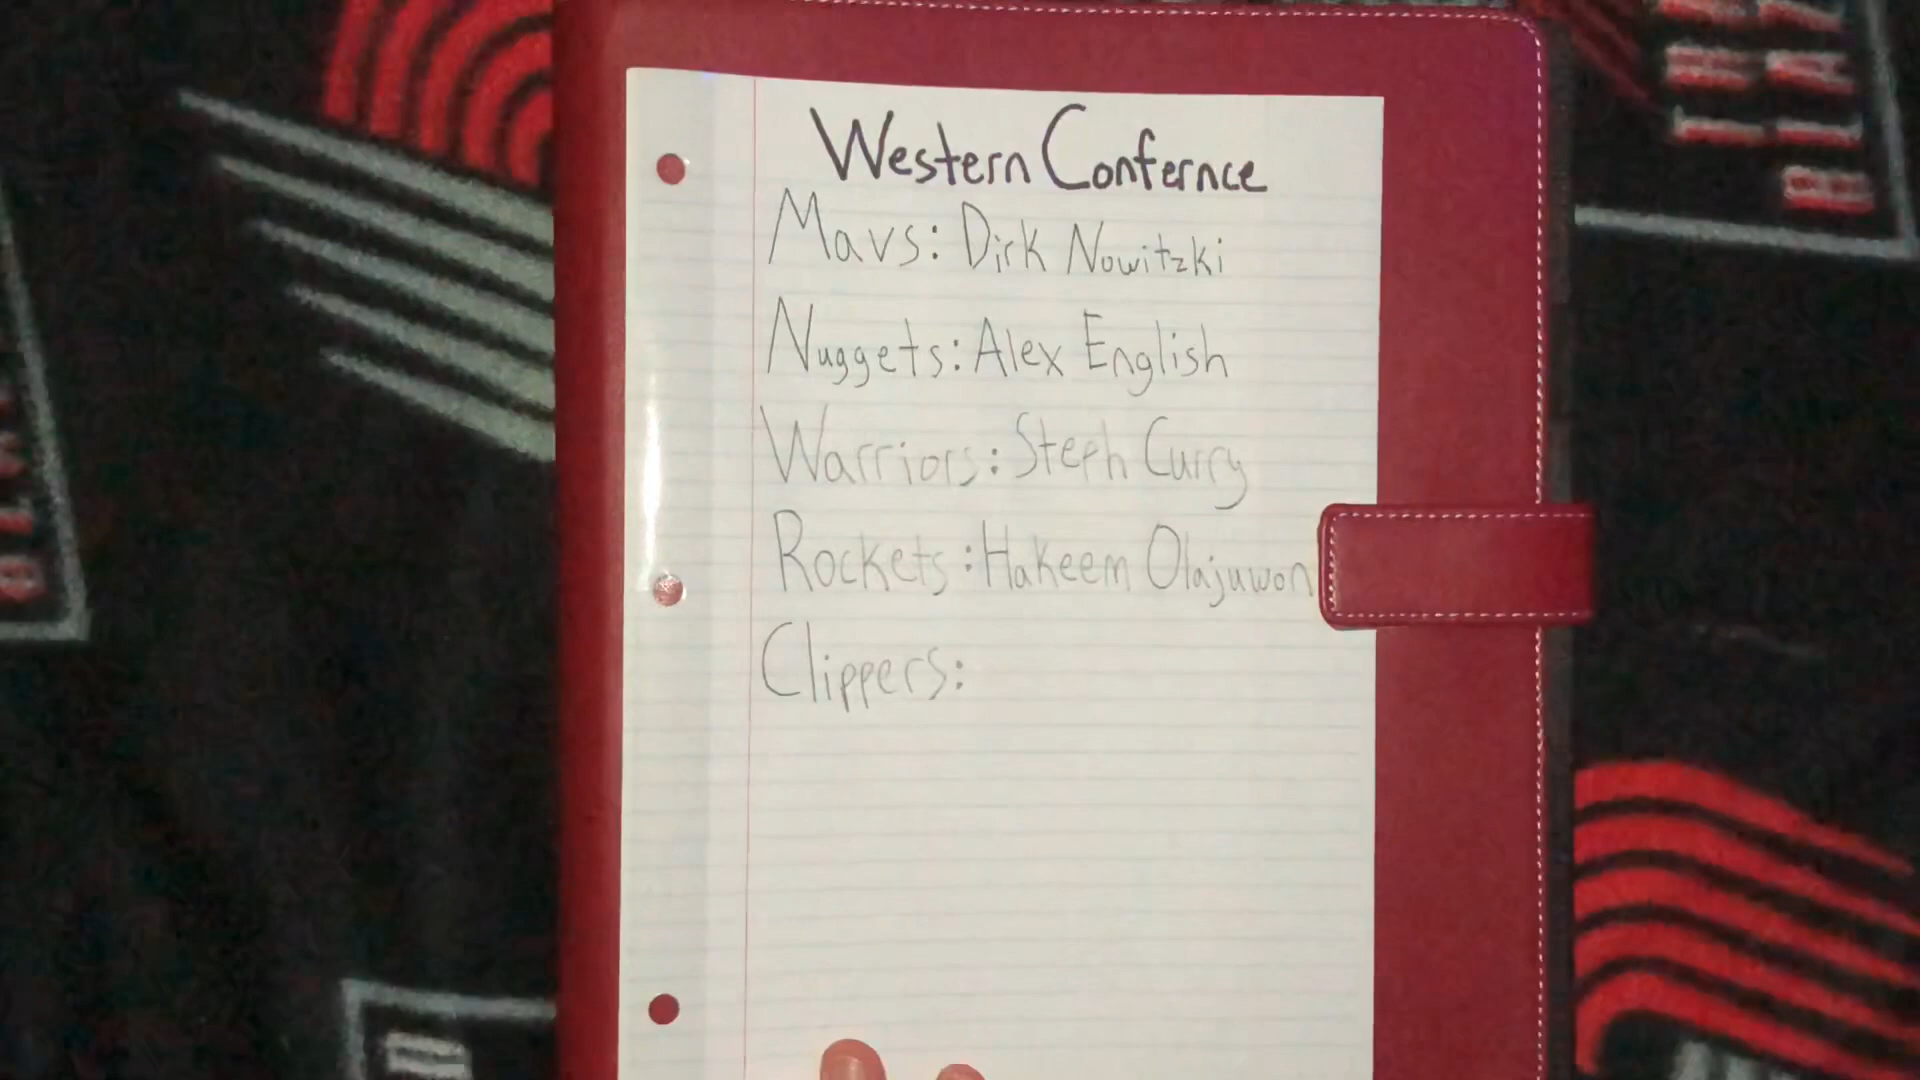 Western Confernce
Mavs: Dirk Nowitzki
Nuggets: Alex English
Warriors: Steph Curry
Rockets: Hakeem Olajuwon
Clippers: